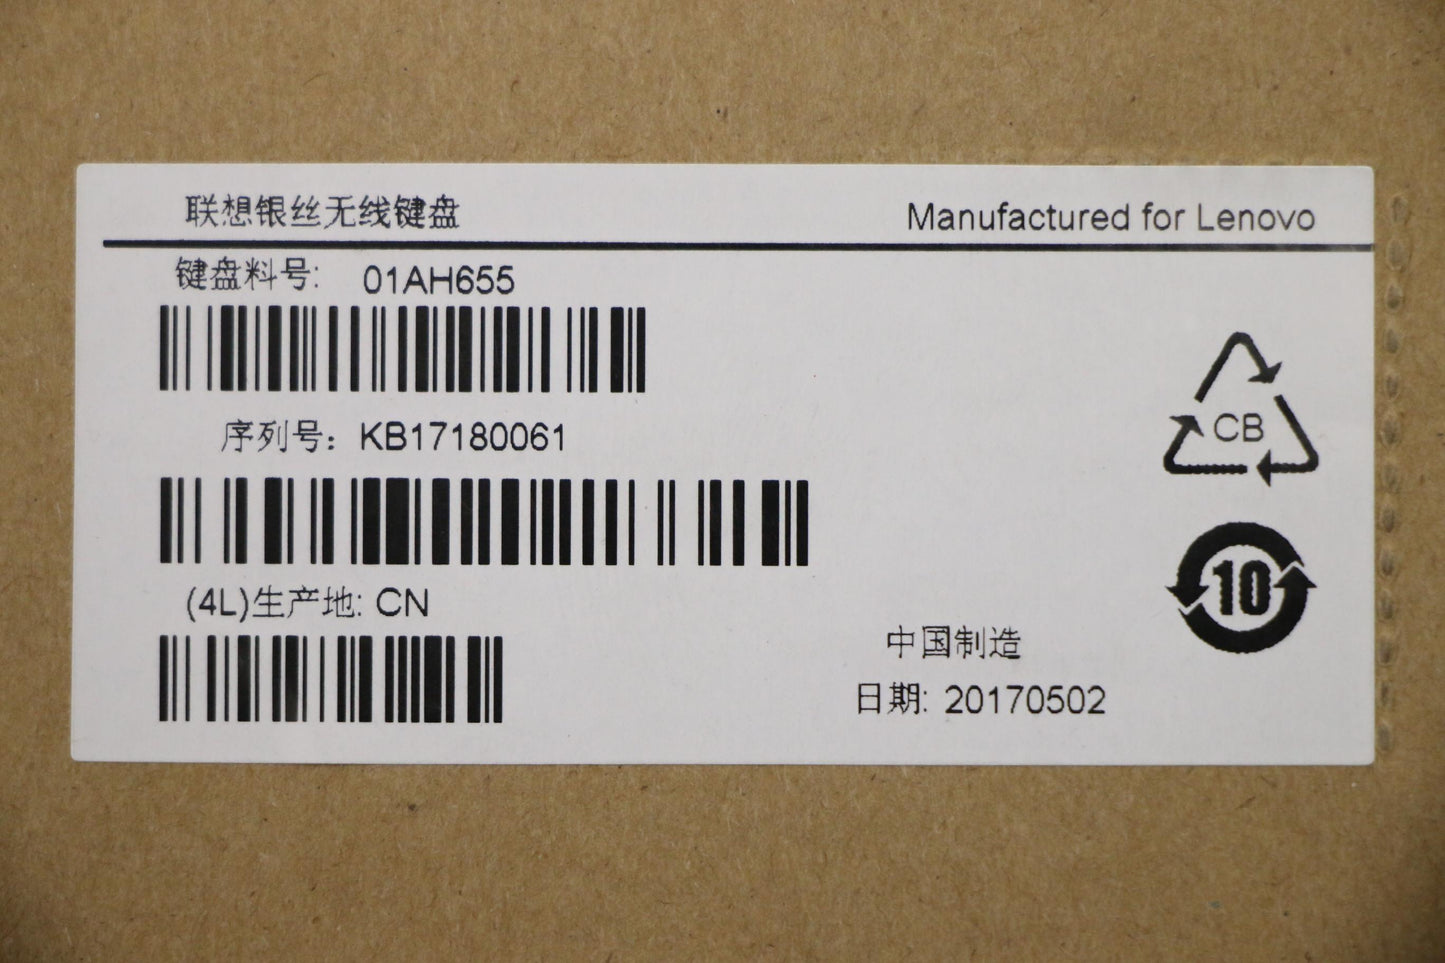 联想银丝无线键盘
Manufactured for Lenovo
键盘料号: 01AH655
序列号：KB17180061
(4L)生产地: CN
CB
10
中国制造
日期: 20170502